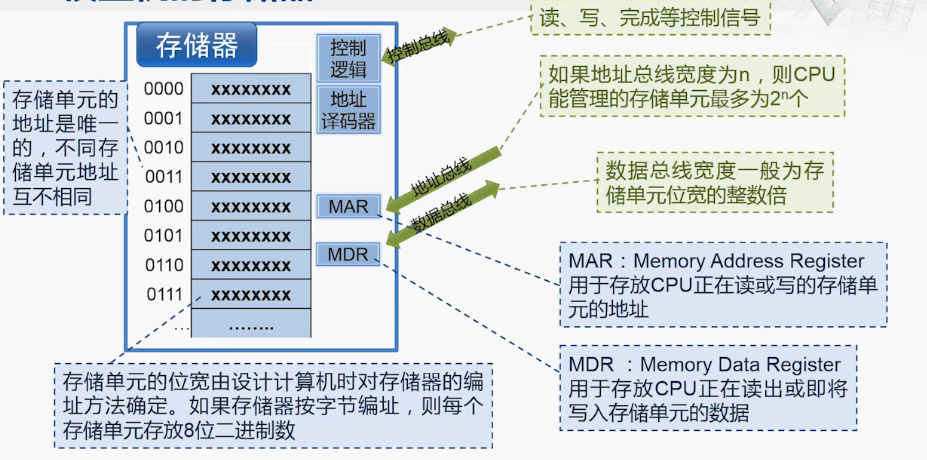 存储器
控制
逻辑
地址
译码器
0000 xxxxxxxx
0001 xxxxxxxx
0010 xxxxxxxx
0011 xxxxxxxx
0100 xxxxxxxx
0101 xxxxxxxx
0110 xxxxxxxx
0111 xxxxxxxx
... ........
MAR
MDR
控制总线
地址总线
数据总线
存储单元的
地址是唯一
的，不同存
储单元地址
互不相同
读、写、完成等控制信号
如果地址总线宽度为n，则CPU
能管理的存储单元最多为2ⁿ个
数据总线宽度一般为存
储单元位宽的整数倍
MAR：Memory Address Register
用于存放CPU正在读或写的存储单
元的地址
MDR ：Memory Data Register
用于存放CPU正在读出或即将
写入存储单元的数据
存储单元的位宽由设计计算机时对存储器的编
址方法确定。如果存储器按字节编址，则每个
存储单元存放8位二进制数